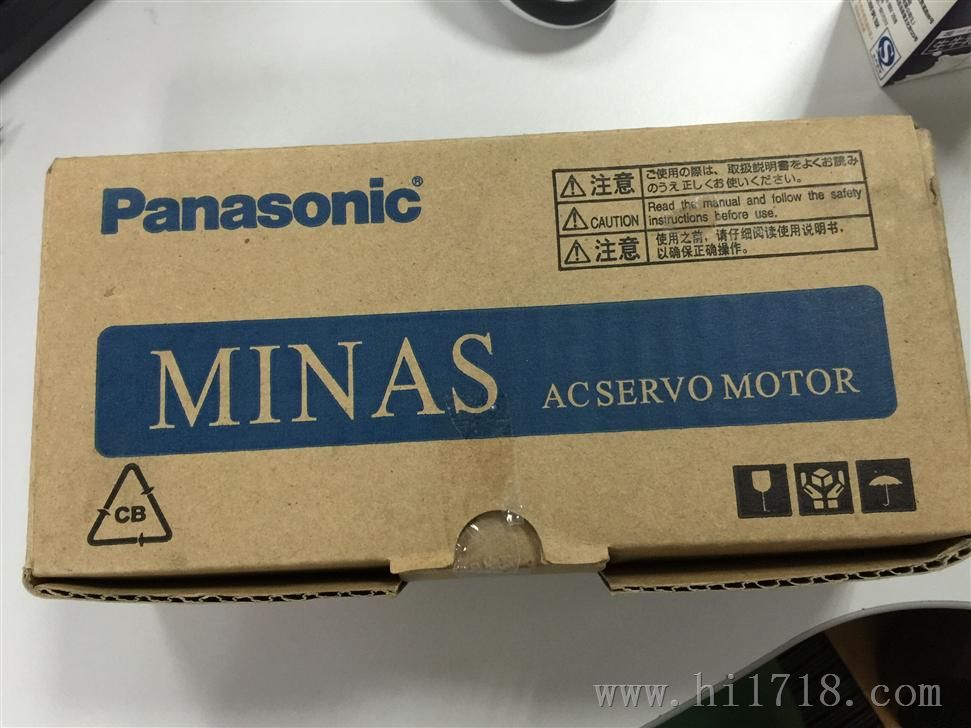 Panasonic®
注意
ご使用の際は、取扱説明書をよくお読み
のうえ正しくお使いください。
CAUTION
Read the manual and follow the safety
instructions before use.
注意
使用之前，请仔细阅读使用说明书，
以确保正确操作。
MINAS AC SERVO MOTOR
CB
www.hi1718.com